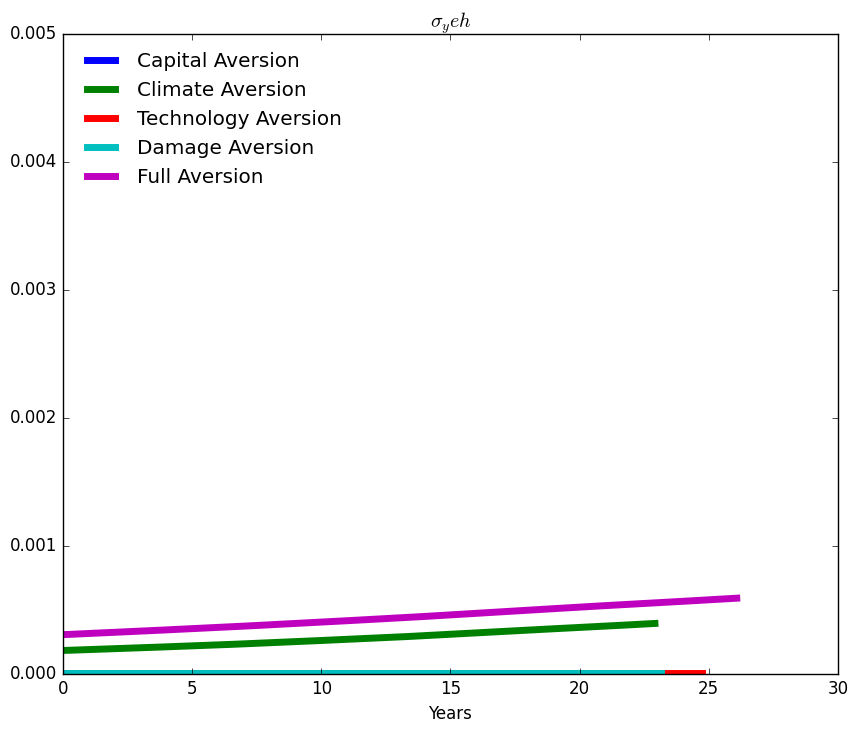 σ_y eh
0.005
Capital Aversion
Climate Aversion
Technology Aversion
Damage Aversion
Full Aversion
0.004
0.003
0.002
0.001
0.000
0 5 10 15 20 25 30
Years